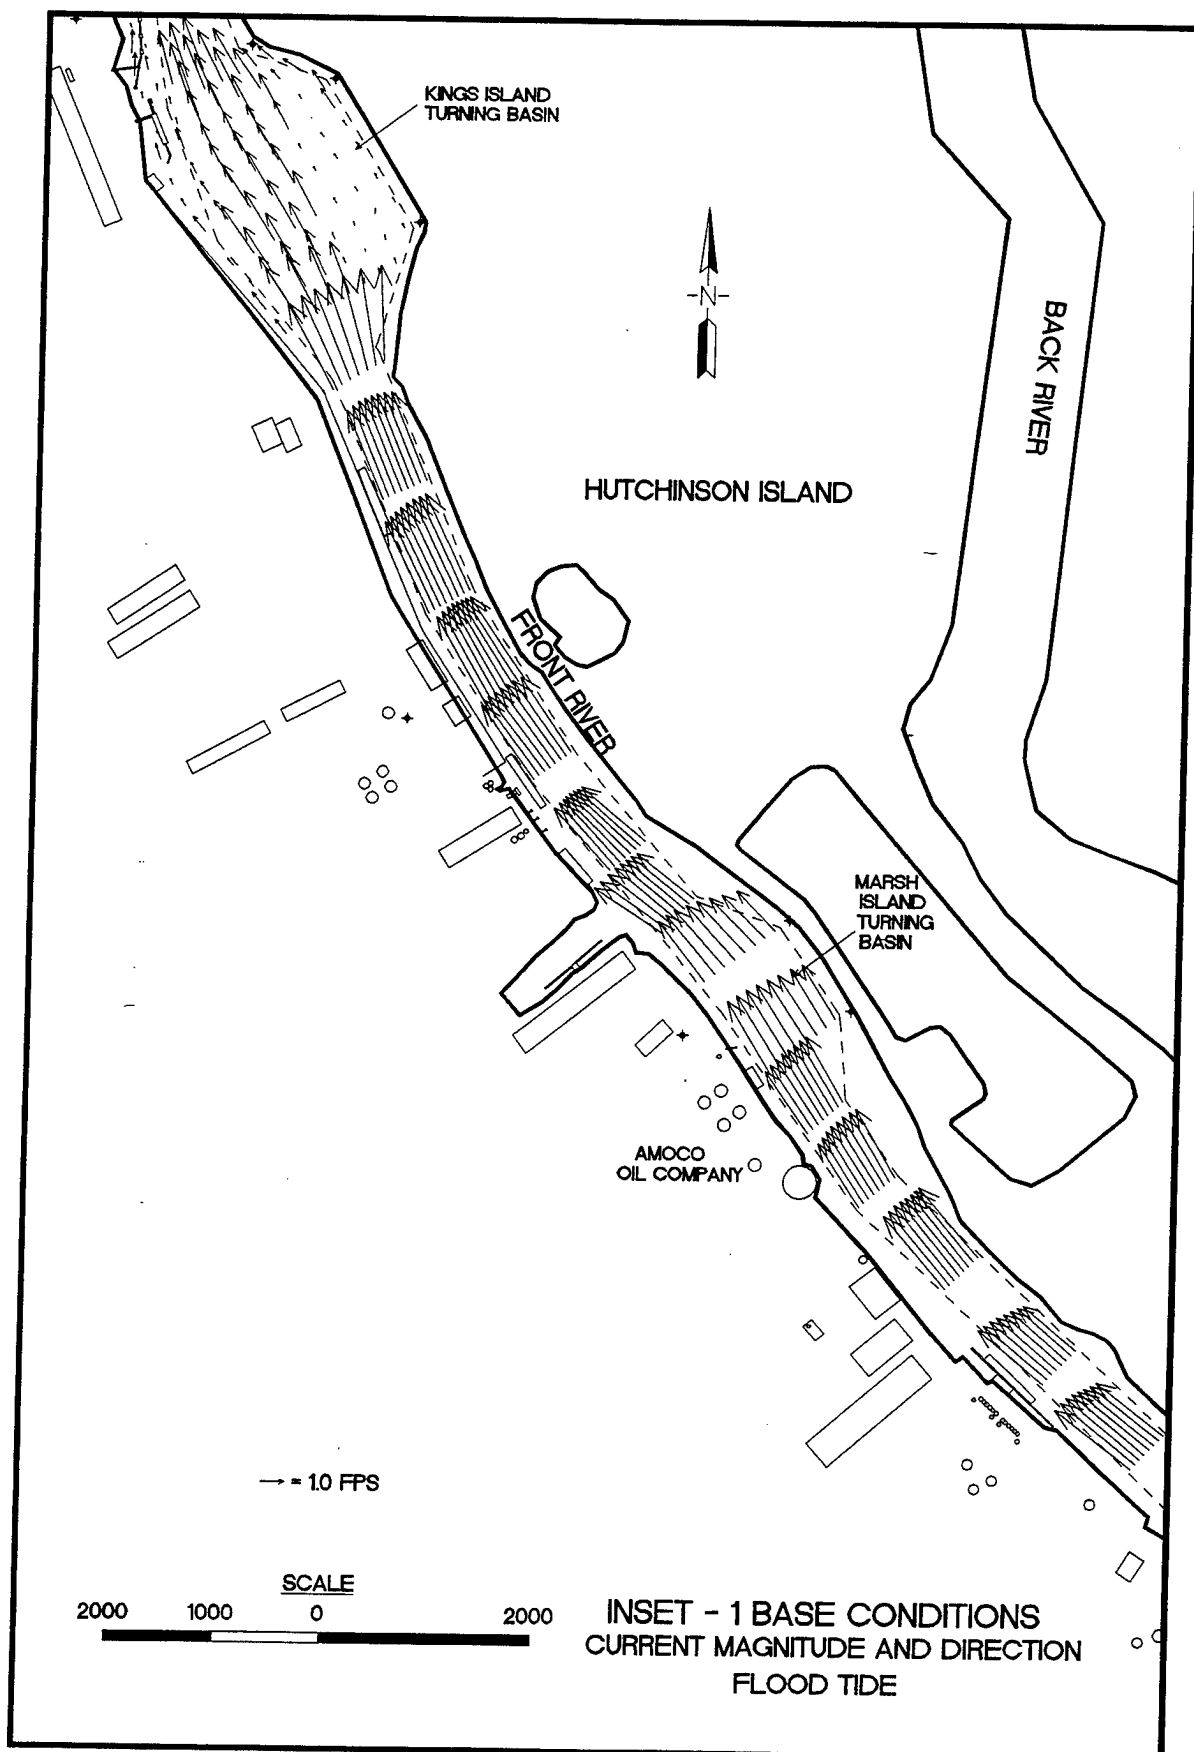 KINGS ISLAND
TURNING BASIN
-N-
BACK RIVER
HUTCHINSON ISLAND
FRONT RIVER
MARSH
ISLAND
TURNING
BASIN
AMOCO
OIL COMPANY
→ = 1.0 FPS
SCALE
2000 1000 0 2000
INSET - 1 BASE CONDITIONS
CURRENT MAGNITUDE AND DIRECTION
FLOOD TIDE